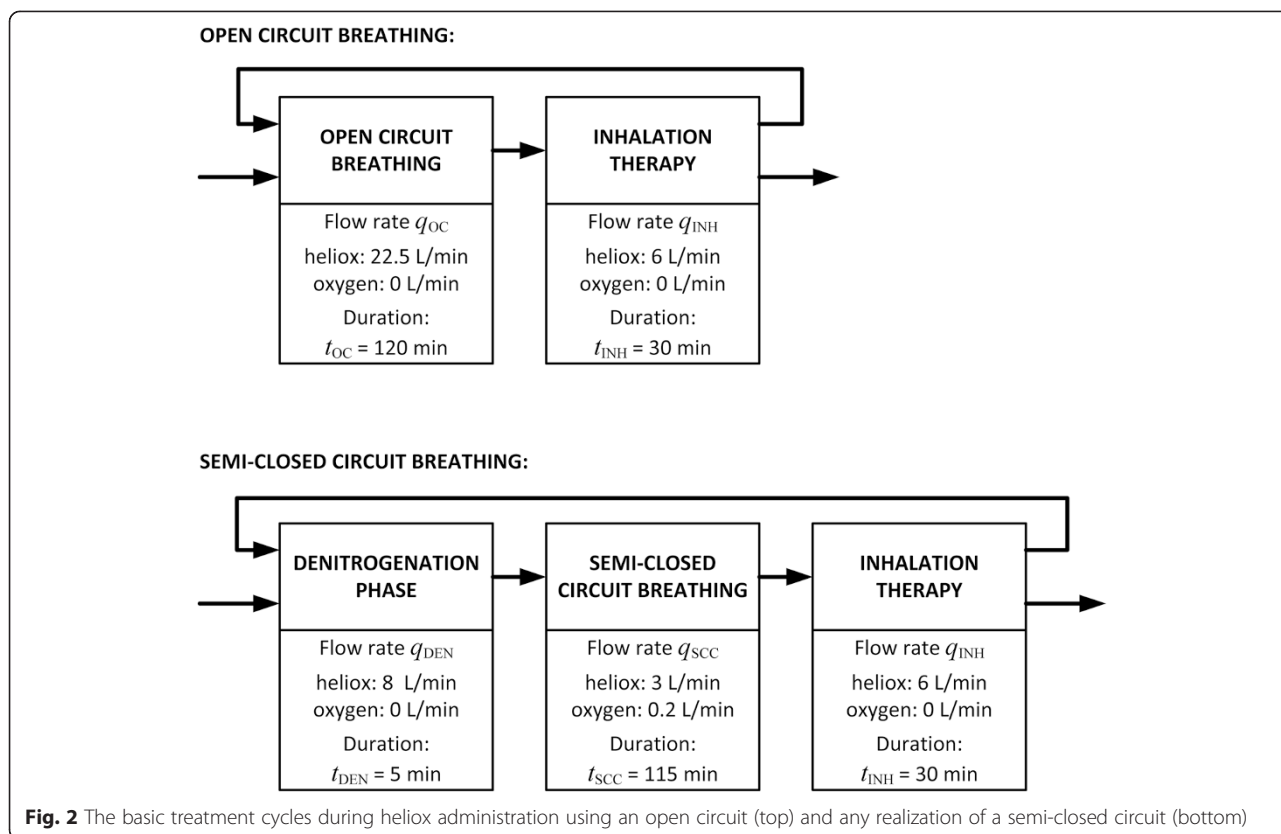 OPEN CIRCUIT BREATHING:
OPEN CIRCUIT
BREATHING
Flow rate qOC
heliox: 22.5 L/min
oxygen: 0 L/min
Duration:
tOC = 120 min
INHALATION
THERAPY
Flow rate qINH
heliox: 6 L/min
oxygen: 0 L/min
Duration:
tINH = 30 min
SEMI-CLOSED CIRCUIT BREATHING:
DENITROGENATION
PHASE
Flow rate qDEN
heliox: 8 L/min
oxygen: 0 L/min
Duration:
tDEN = 5 min
SEMI-CLOSED
CIRCUIT BREATHING
Flow rate qSCC
heliox: 3 L/min
oxygen: 0.2 L/min
Duration:
tSCC = 115 min
INHALATION
THERAPY
Flow rate qINH
heliox: 6 L/min
oxygen: 0 L/min
Duration:
tINH = 30 min
Fig. 2 The basic treatment cycles during heliox administration using an open circuit (top) and any realization of a semi-closed circuit (bottom)